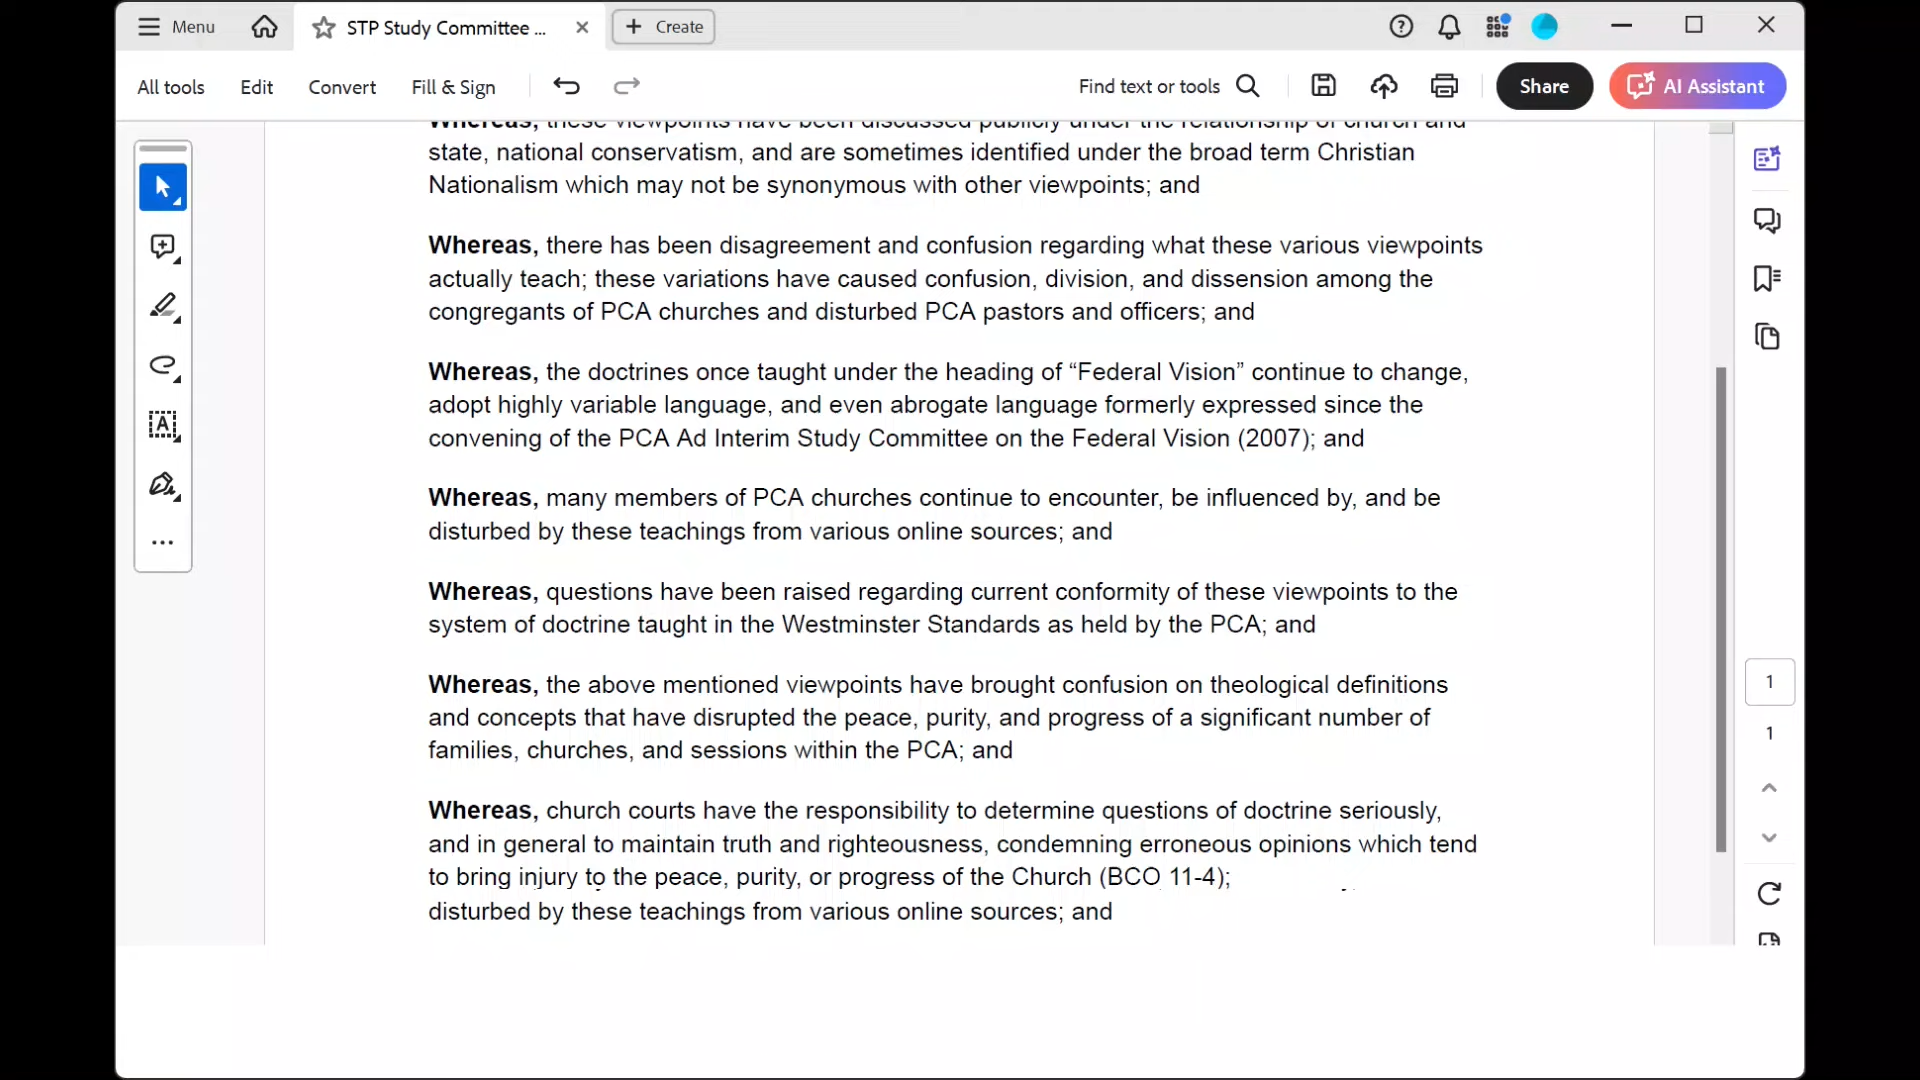 Menu
STP Study Committee ...
Create
All tools
Edit
Convert
Fill & Sign
Find text or tools
Share
AI Assistant
Whereas, these viewpoints have been discussed publicly under the relationship of church and
state, national conservatism, and are sometimes identified under the broad term Christian
Nationalism which may not be synonymous with other viewpoints; and
Whereas, there has been disagreement and confusion regarding what these various viewpoints
actually teach; these variations have caused confusion, division, and dissension among the
congregants of PCA churches and disturbed PCA pastors and officers; and
Whereas, the doctrines once taught under the heading of “Federal Vision” continue to change,
adopt highly variable language, and even abrogate language formerly expressed since the
convening of the PCA Ad Interim Study Committee on the Federal Vision (2007); and
Whereas, many members of PCA churches continue to encounter, be influenced by, and be
disturbed by these teachings from various online sources; and
Whereas, questions have been raised regarding current conformity of these viewpoints to the
system of doctrine taught in the Westminster Standards as held by the PCA; and
Whereas, the above mentioned viewpoints have brought confusion on theological definitions
and concepts that have disrupted the peace, purity, and progress of a significant number of
families, churches, and sessions within the PCA; and
Whereas, church courts have the responsibility to determine questions of doctrine seriously,
and in general to maintain truth and righteousness, condemning erroneous opinions which tend
to bring injury to the peace, purity, or progress of the Church (BCO 11-4);
disturbed by these teachings from various online sources; and
1
1